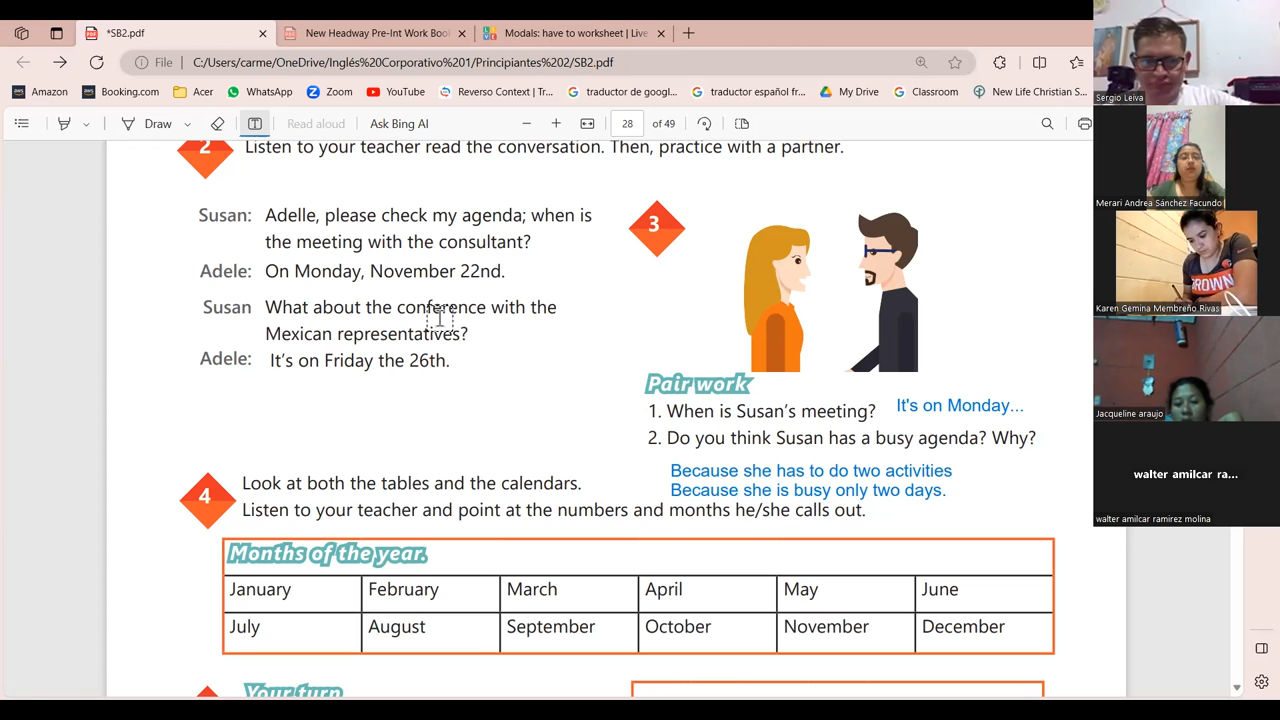 *SB2.pdf
New Headway Pre-Int Work Boo
Modals: have to worksheet | Live
File
C:/Users/carme/OneDrive/Inglés%20Corporativo%201/Principiantes%202/SB2.pdf
Amazon
Booking.com
Acer
WhatsApp
Zoom
YouTube
Reverso Context | Tr...
traductor de googl...
traductor español fr...
My Drive
Classroom
New Life Christian S...
Draw
Read aloud
Ask Bing AI
28 of 49
2 Listen to your teacher read the conversation. Then, practice with a partner.
Susan: Adelle, please check my agenda; when is
the meeting with the consultant?
Adele: On Monday, November 22nd.
Susan What about the conference with the
Mexican representatives?
Adele: It’s on Friday the 26th.
3
Pair work
1. When is Susan’s meeting? It's on Monday...
2. Do you think Susan has a busy agenda? Why?
Because she has to do two activities
Because she is busy only two days.
4 Look at both the tables and the calendars.
Listen to your teacher and point at the numbers and months he/she calls out.
Months of the year.
January February March April May June
July August September October November December
Your turn
Sergio Leiva
Merari Andrea Sánchez Facundo
Karen Gemina Membreño Rivas
BROWN
Jacqueline araujo
walter amilcar ra...
walter amilcar ramirez molina